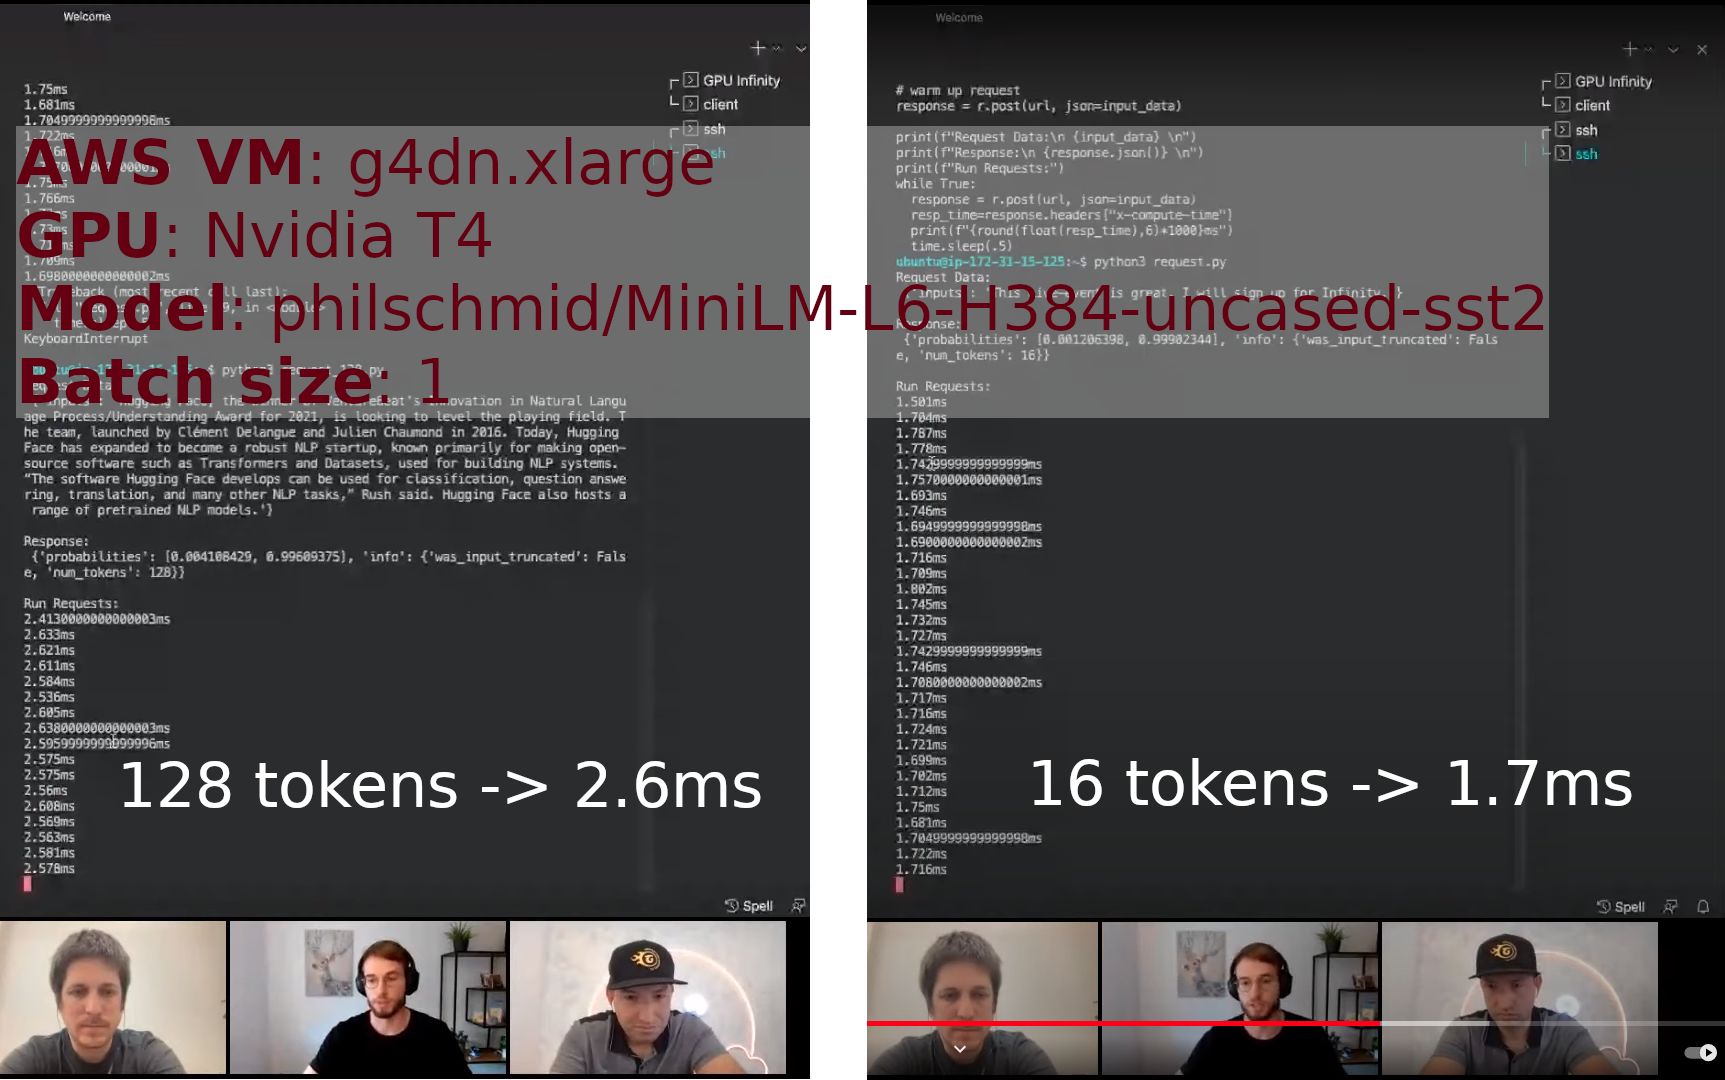 Welcome
GPU Infinity
client
ssh
ssh
1.75ms
1.681ms
1.7049999999999998ms
1.722ms
AWS VM: g4dn.xlarge
GPU: Nvidia T4
Model: philschmid/MiniLM-L6-H384-uncased-sst2
Batch size: 1
1.766ms
1.709ms
1.6980000000000002ms
KeyboardInterrupt
age Process/Understanding Award for 2021, is looking to level the playing field. T
he team, launched by Clément Delangue and Julien Chaumond in 2016. Today, Hugging
Face has expanded to become a robust NLP startup, known primarily for making open-
source software such as Transformers and Datasets, used for building NLP systems.
“The software Hugging Face develops can be used for classification, question answe
ring, translation, and many other NLP tasks,” Rush said. Hugging Face also hosts a
range of pretrained NLP models.'}
Response:
{'probabilities': [0.004108429, 0.99609375], 'info': {'was_input_truncated': Fals
e, 'num_tokens': 128}}
Run Requests:
2.4130000000000003ms
2.633ms
2.621ms
2.611ms
2.584ms
2.536ms
2.605ms
2.6380000000000003ms
2.5959999999999996ms
2.575ms
2.575ms
2.56ms
2.608ms
2.569ms
2.563ms
2.581ms
2.578ms
128 tokens -> 2.6ms
Spell
Welcome
GPU Infinity
client
ssh
ssh
# warm up request
response = r.post(url, json=input_data)
print(f"Request Data:\n {input_data} \n")
print(f"Response:\n {response.json()} \n")
print(f"Run Requests:")
while True:
response = r.post(url, json=input_data)
resp_time=response.headers["x-compute-time"]
print(f"{round(float(resp_time),6)*1000}ms")
time.sleep(.5)
ubuntu@ip-172-31-15-125:~$ python3 request.py
Request Data:
{'inputs': 'This live-event is great. I will sign up for Infinity.'}
Response:
{'probabilities': [0.001206398, 0.99902344], 'info': {'was_input_truncated': Fals
e, 'num_tokens': 16}}
Run Requests:
1.501ms
1.704ms
1.787ms
1.778ms
1.7429999999999999ms
1.7570000000000001ms
1.693ms
1.746ms
1.6949999999999998ms
1.6900000000000002ms
1.716ms
1.709ms
1.802ms
1.745ms
1.732ms
1.727ms
1.7429999999999999ms
1.746ms
1.7080000000000002ms
1.717ms
1.716ms
1.724ms
1.721ms
1.699ms
1.702ms
1.712ms
1.75ms
1.681ms
1.7049999999999998ms
1.722ms
1.716ms
16 tokens -> 1.7ms
Spell